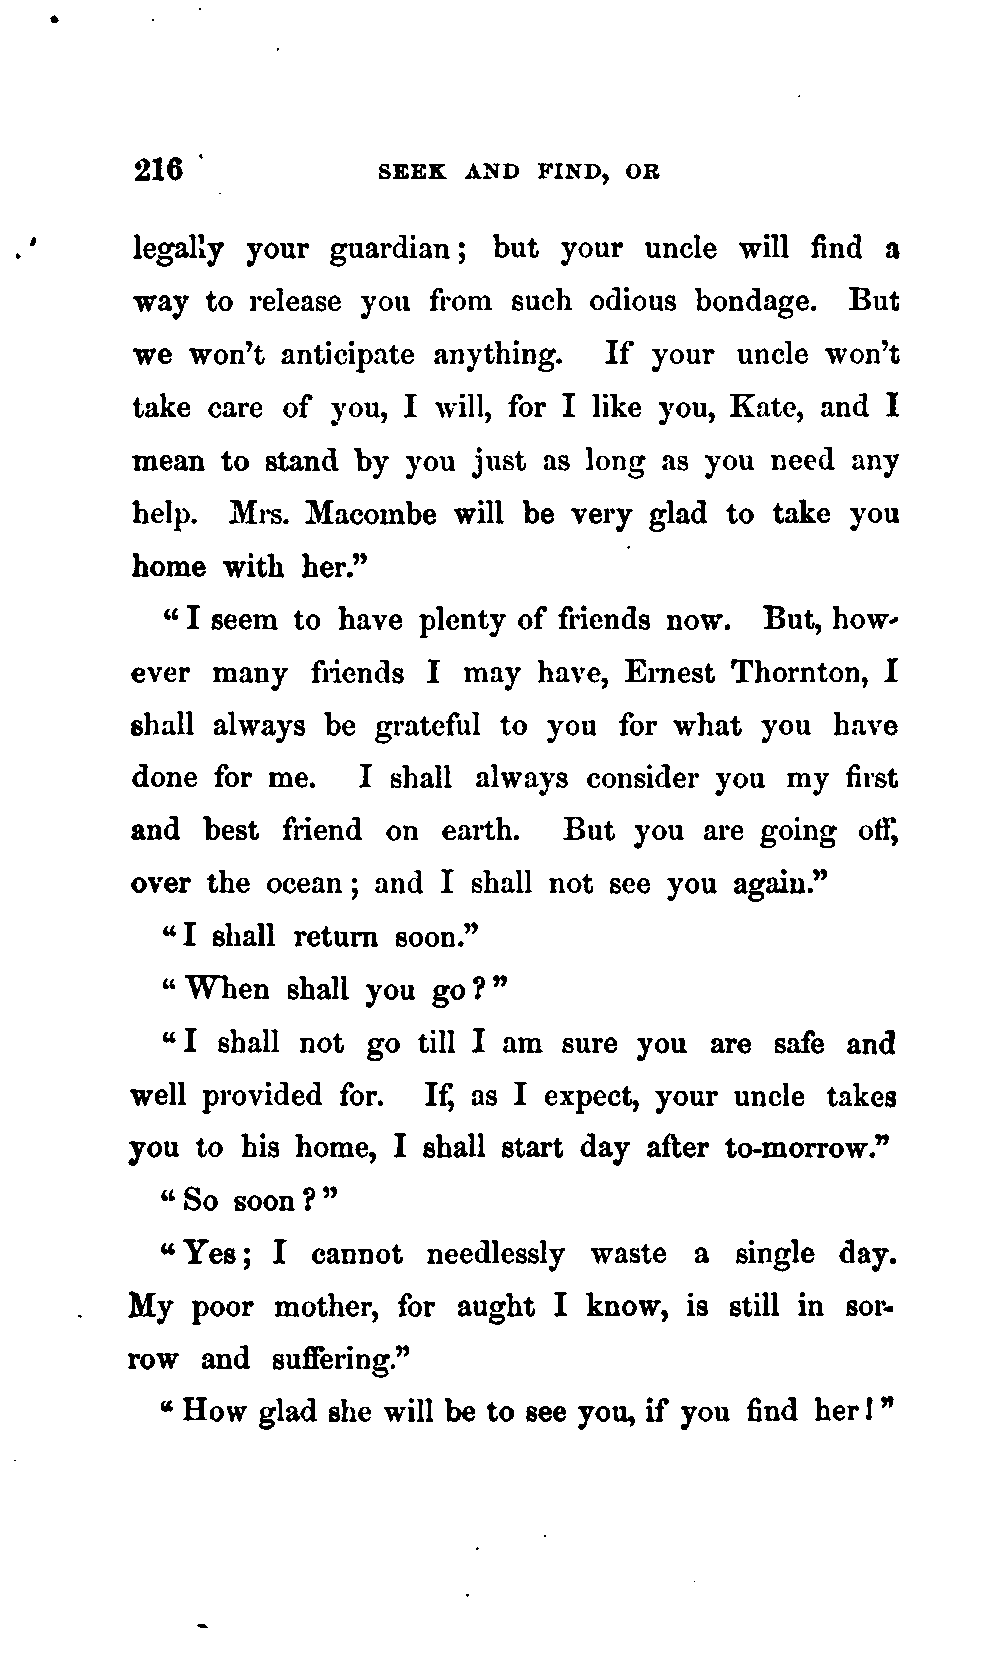 216 SEEK AND FIND, OR
legally your guardian; but your uncle will find a
way to release you from such odious bondage. But
we won't anticipate anything. If your uncle won't
take care of you, I will, for I like you, Kate, and I
mean to stand by you just as long as you need any
help. Mrs. Macombe will be very glad to take you
home with her."
"I seem to have plenty of friends now. But, how-
ever many friends I may have, Ernest Thornton, I
shall always be grateful to you for what you have
done for me. I shall always consider you my first
and best friend on earth. But you are going off,
over the ocean; and I shall not see you again."
"I shall return soon."
"When shall you go?"
"I shall not go till I am sure you are safe and
well provided for. If, as I expect, your uncle takes
you to his home, I shall start day after to-morrow."
"So soon?"
"Yes; I cannot needlessly waste a single day.
My poor mother, for aught I know, is still in sor-
row and suffering."
"How glad she will be to see you, if you find her!"